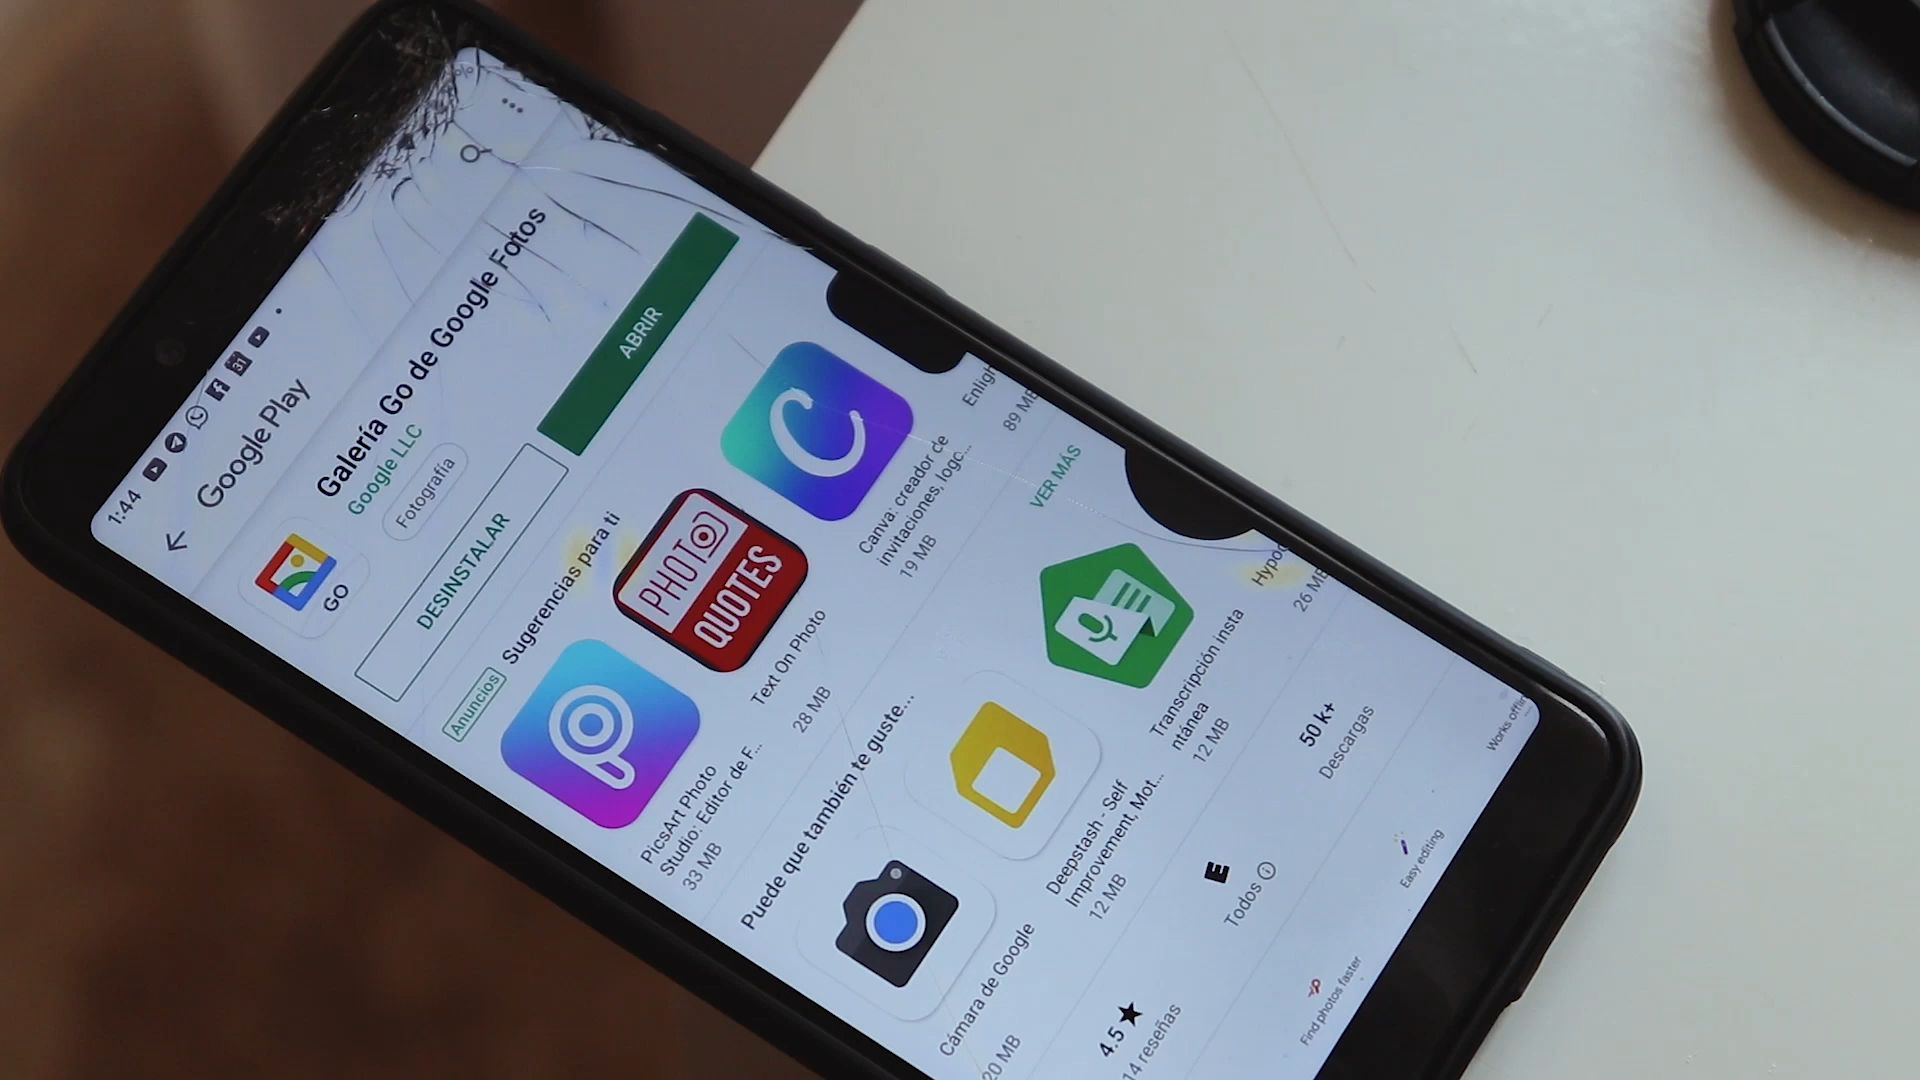 1:44
Google Play
Galería Go de Google Fotos
Google LLC
Fotografía
GO
DESINSTALAR
ABRIR
Anuncios
Sugerencias para ti
PicsArt Photo
Studio: Editor de F...
33 MB
PHOTO
QUOTES
Text On Photo
28 MB
C
Canva: creador de
invitaciones, logo...
19 MB
89 MB
Puede que también te guste...
VER MÁS
Cámara de Google
20 MB
Deepstash - Self
Improvement, Mot...
12 MB
Transcripción insta
ntánea
12 MB
26 MB
4.5 ★
14 reseñas
E
Todos
50 k+
Descargas
Find photos faster
Easy editing